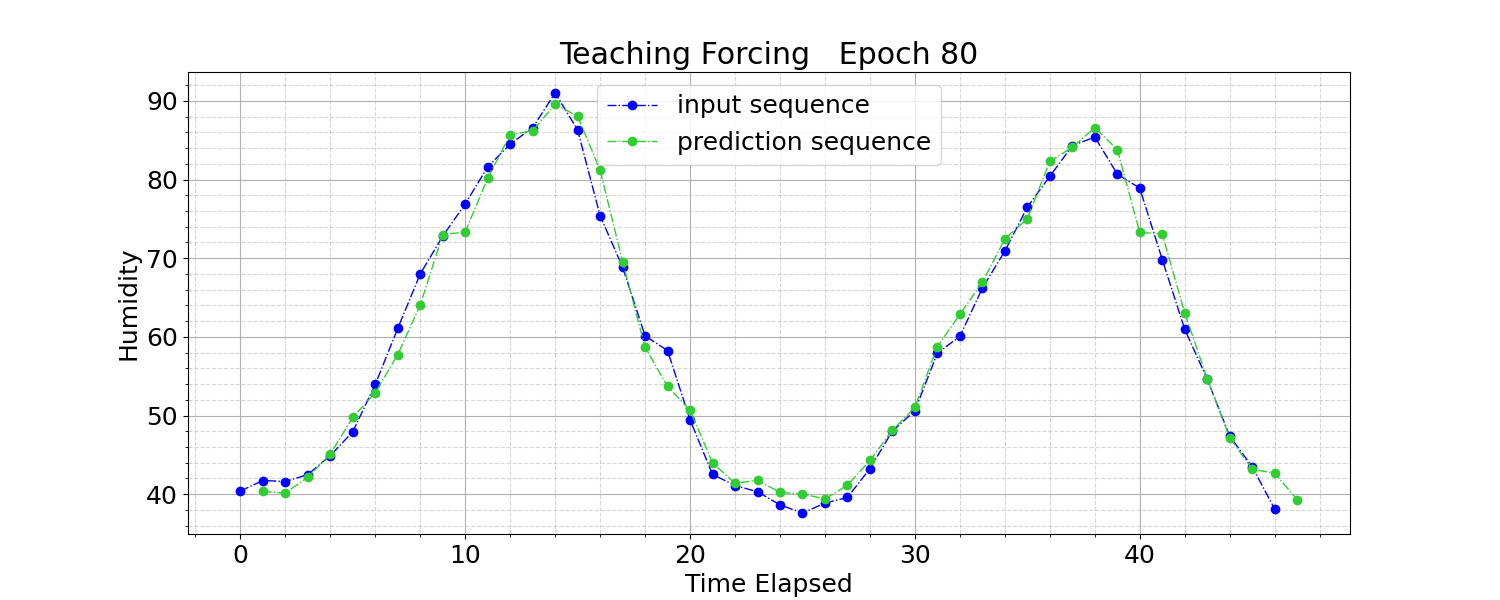 Teaching Forcing   Epoch 80
90
80
70
60
50
40
Humidity
input sequence
prediction sequence
0 10 20 30 40
Time Elapsed